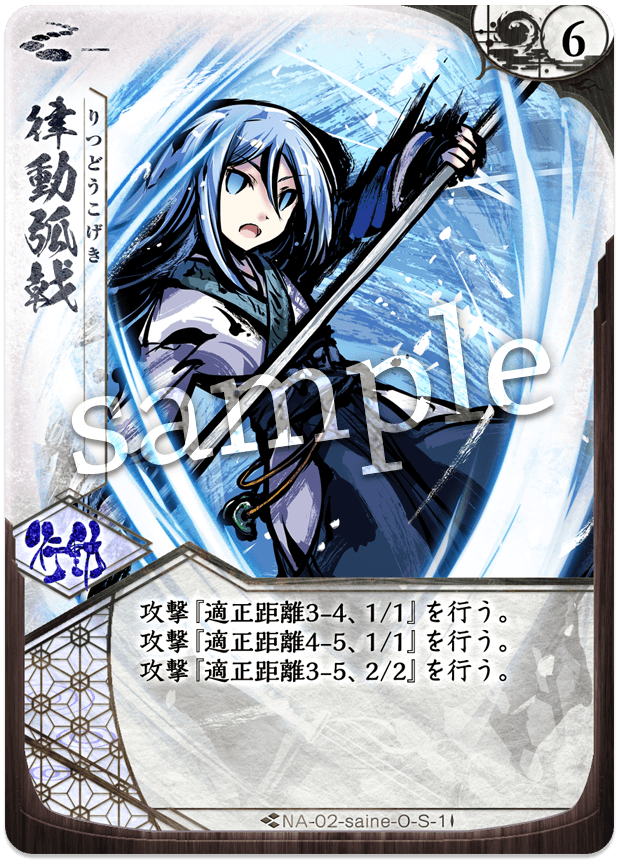 6
律動弧戟
りつどうこげき
sample
行動
攻撃『適正距離3-4、1/1』を行う。
攻撃『適正距離4-5、1/1』を行う。
攻撃『適正距離3-5、2/2』を行う。
NA-02-saine-O-S-1